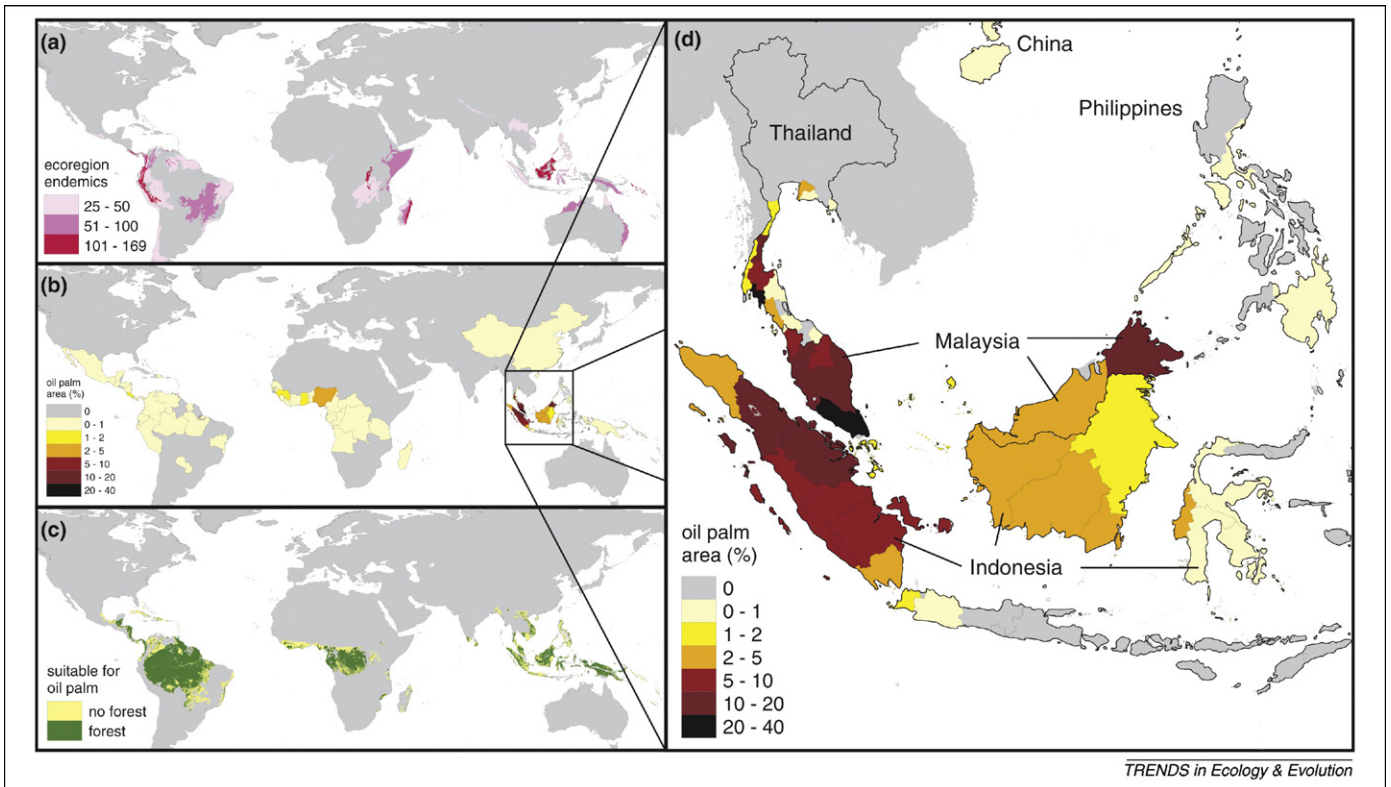 (a)
ecoregion
endemics
25 - 50
51 - 100
101 - 169
(b)
oil palm
area (%)
0
0 - 1
1 - 2
2 - 5
5 - 10
10 - 20
20 - 40
(c)
suitable for
oil palm
no forest
forest
(d)
China
Philippines
Thailand
Malaysia
Indonesia
oil palm
area (%)
0
0 - 1
1 - 2
2 - 5
5 - 10
10 - 20
20 - 40
TRENDS in Ecology & Evolution